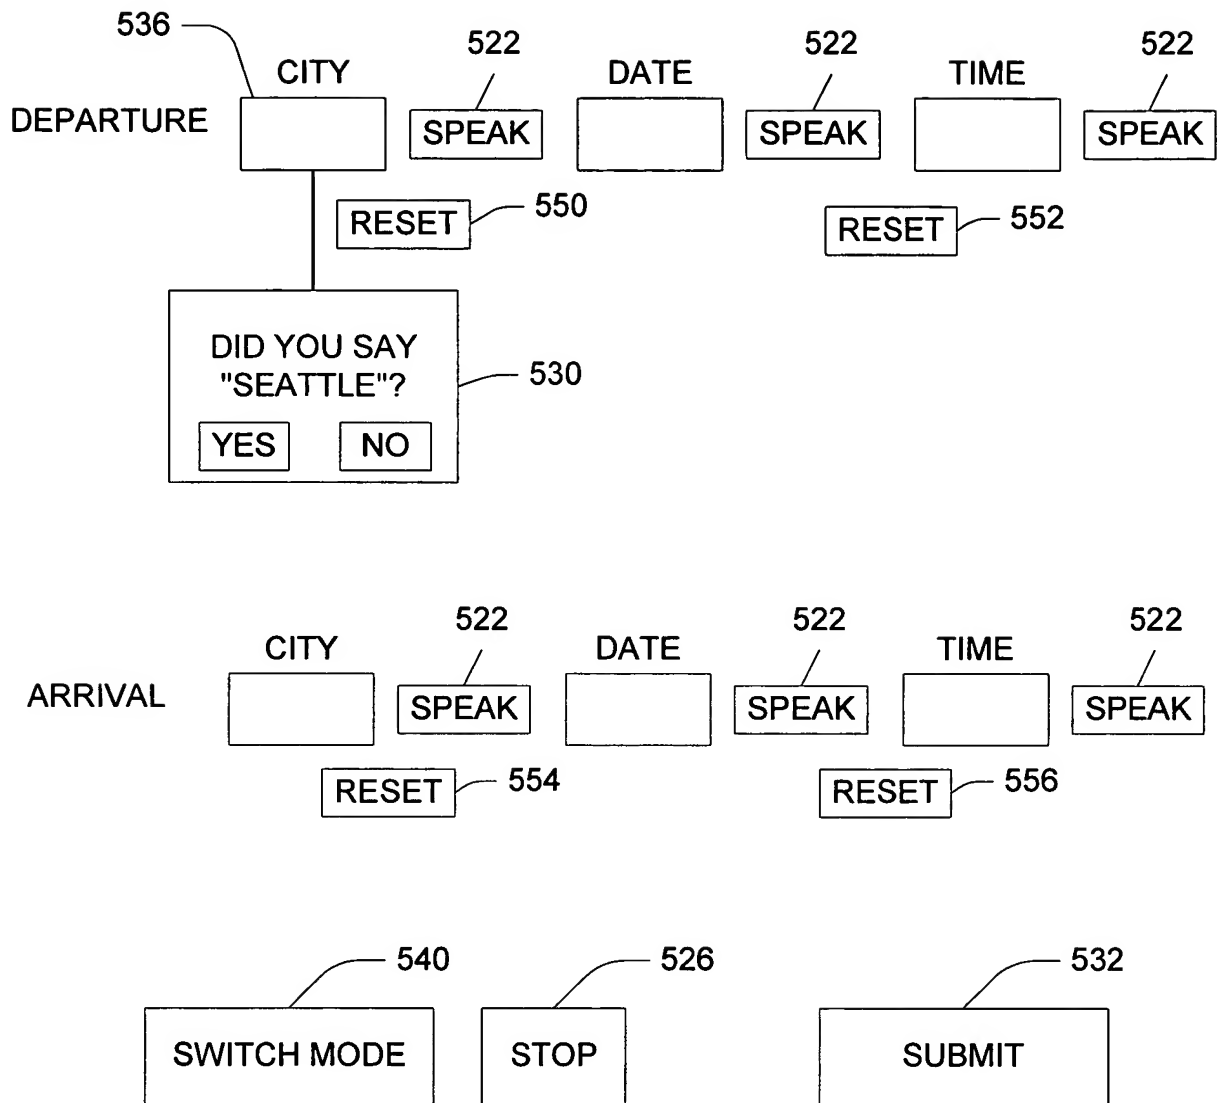 536 522 522 522
CITY DATE TIME
DEPARTURE SPEAK SPEAK SPEAK
RESET 550 RESET 552
DID YOU SAY
"SEATTLE"? 530
YES NO
522 522 522
CITY DATE TIME
ARRIVAL SPEAK SPEAK SPEAK
RESET 554 RESET 556
540 526 532
SWITCH MODE STOP SUBMIT